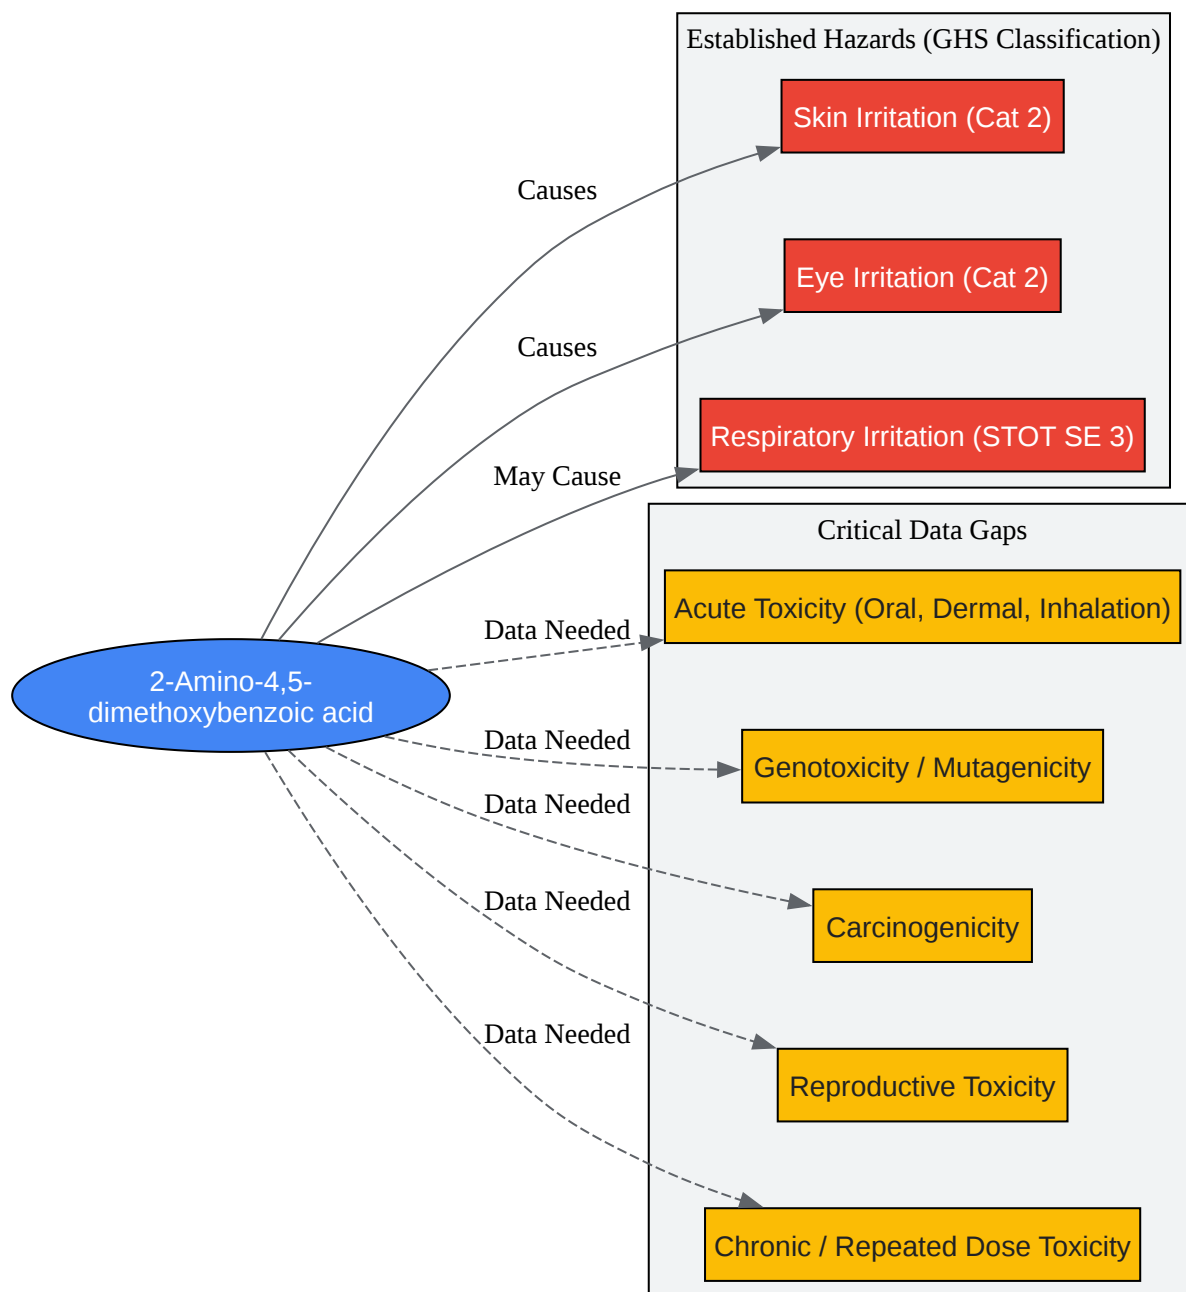 Established Hazards (GHS Classification)
Skin Irritation (Cat 2)
Causes
Eye Irritation (Cat 2)
Causes
Respiratory Irritation (STOT SE 3)
May Cause
Critical Data Gaps
Acute Toxicity (Oral, Dermal, Inhalation)
Data Needed
2-Amino-4,5-
dimethoxybenzoic acid
Data Needed
Genotoxicity / Mutagenicity
Data Needed
Carcinogenicity
Data Needed
Reproductive Toxicity
Data Needed
Chronic / Repeated Dose Toxicity